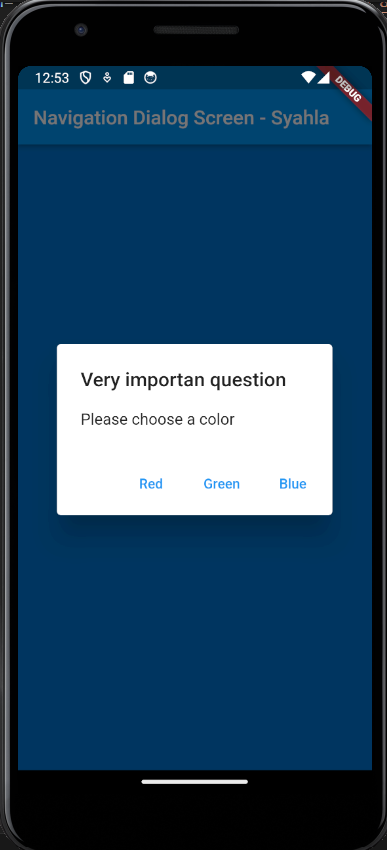 12:53
DEBUG
Navigation Dialog Screen - Syahla
Very importan question
Please choose a color
Red Green Blue